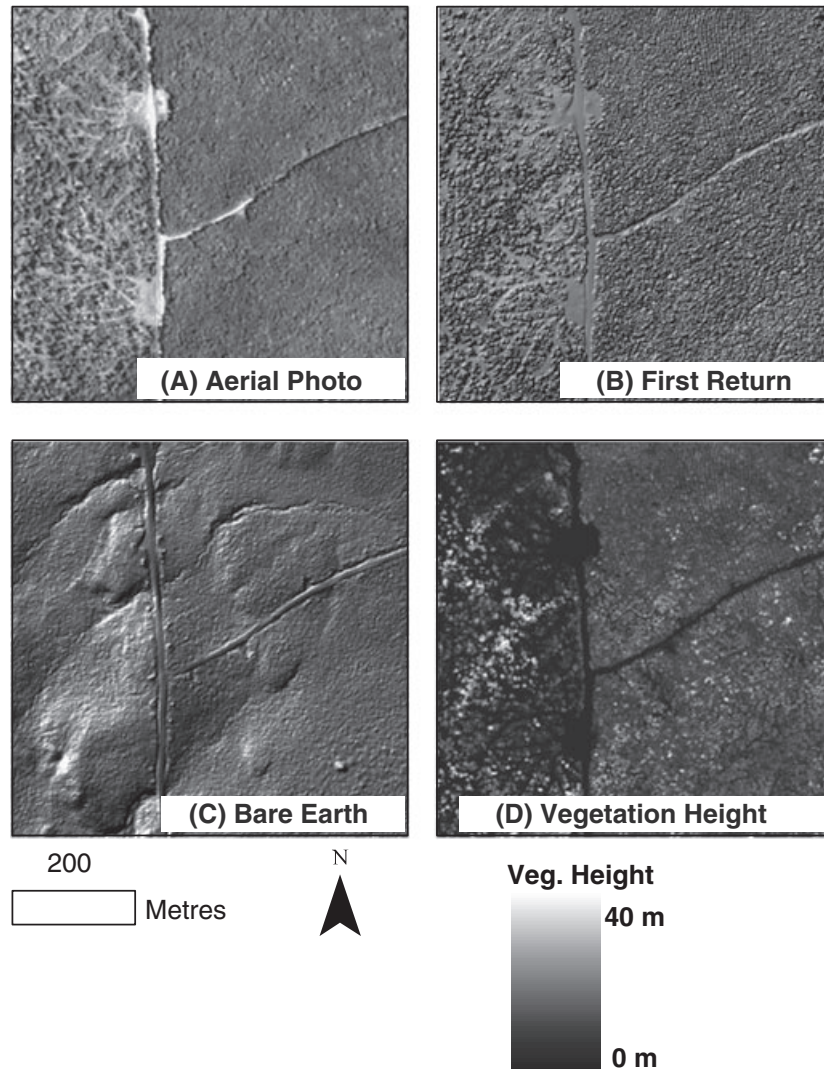 (A) Aerial Photo
(B) First Return
(C) Bare Earth
(D) Vegetation Height
200
Metres
N
Veg. Height
40 m
0 m